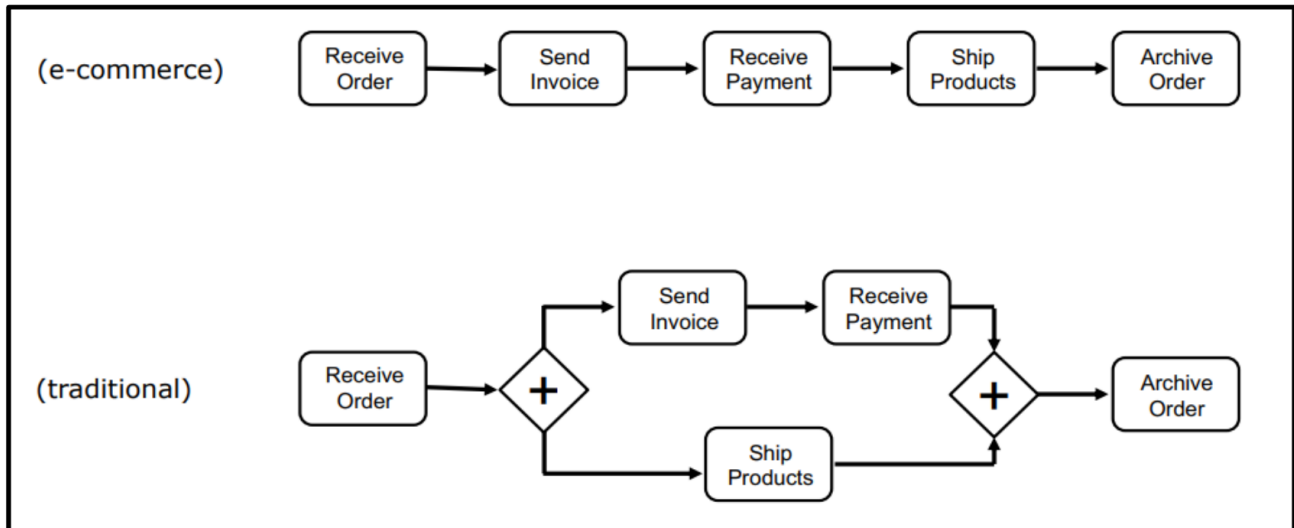 (e-commerce)
Receive
Order
Send
Invoice
Receive
Payment
Ship
Products
Archive
Order
(traditional)
Receive
Order
+
Send
Invoice
Receive
Payment
Ship
Products
+
Archive
Order